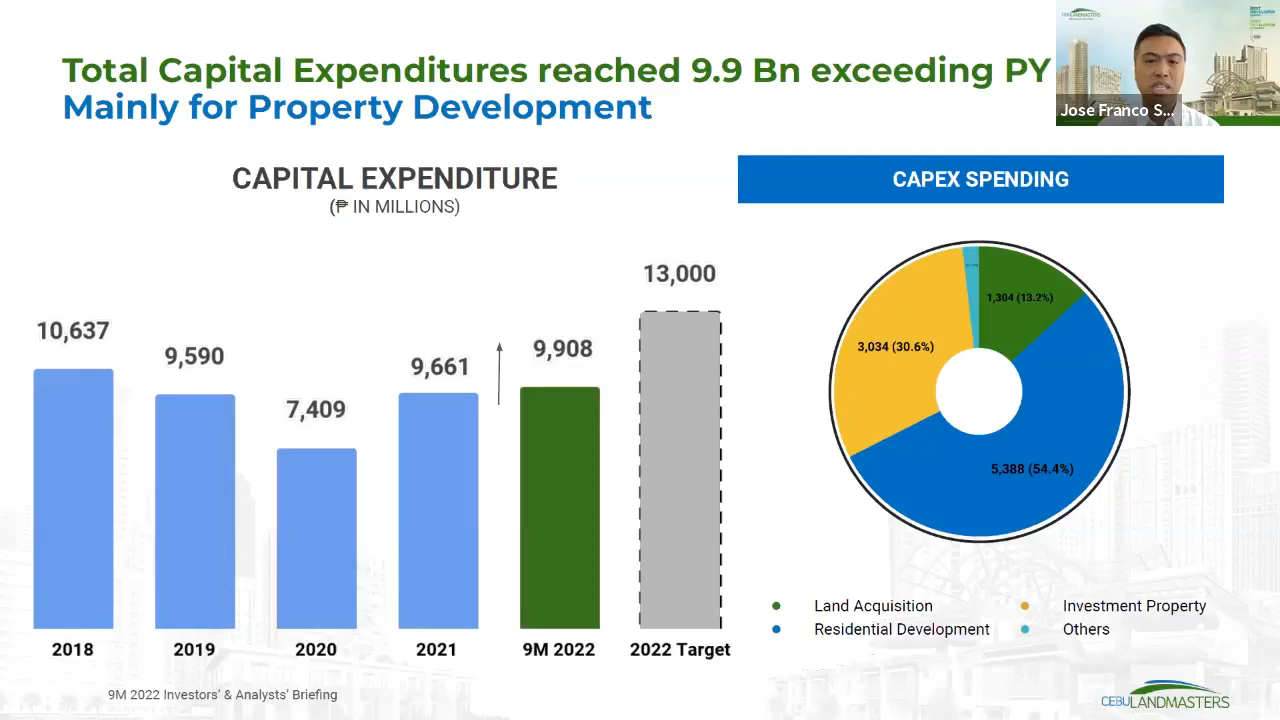 Total Capital Expenditures reached 9.9 Bn exceeding PY
Mainly for Property Development
Jose Franco S...
CAPITAL EXPENDITURE
(₱ IN MILLIONS)
CAPEX SPENDING
13,000
10,637
9,590
7,409
9,661
9,908
2018
2019
2020
2021
9M 2022
2022 Target
1,304 (13.2%)
3,034 (30.6%)
5,388 (54.4%)
Land Acquisition
Investment Property
Residential Development
Others
9M 2022 Investors' & Analysts' Briefing
CEBULANDMASTERS